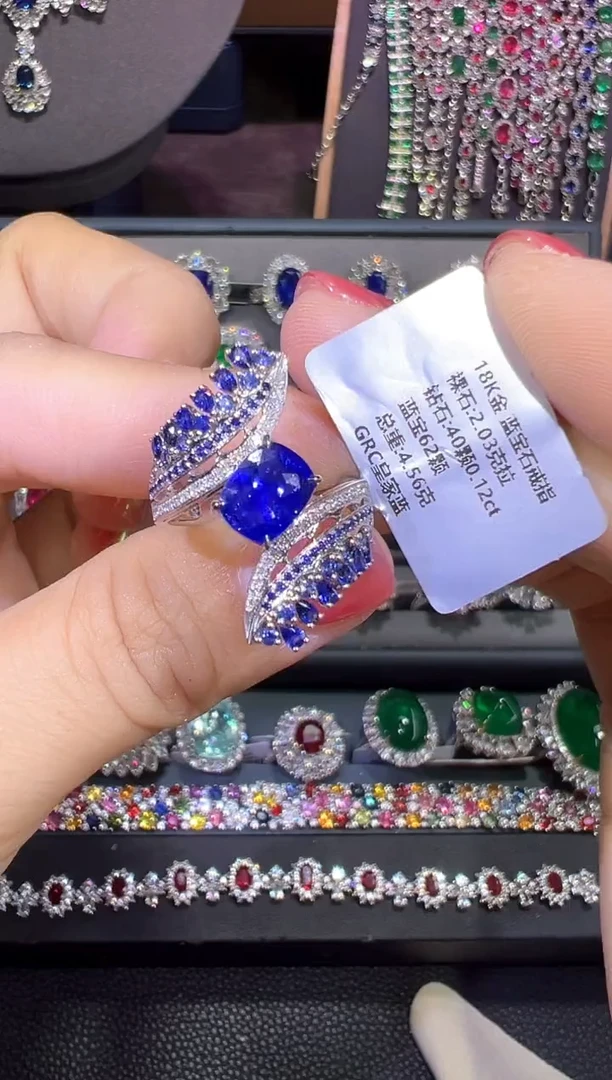 18K金 蓝宝石戒指
裸石:2.03克拉
钻石:40颗0.12ct
蓝宝62颗
总重:4.56克
GRC皇家蓝